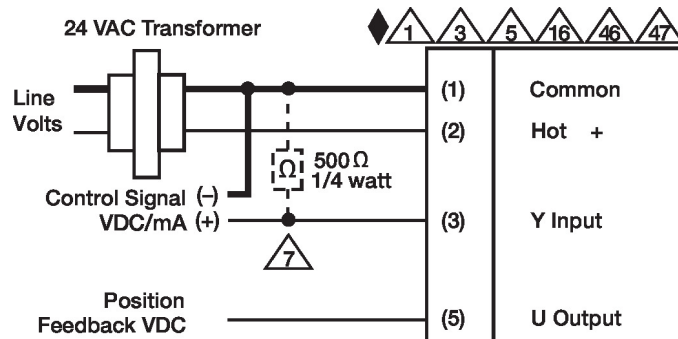 24 VAC Transformer
1 3 5 16 46 47
Line
Volts
(1) Common
(2) Hot +
Ω 500 Ω
1/4 watt
Control Signal (–)
VDC/mA (+)
(3) Y Input
7
Position
Feedback VDC
(5) U Output